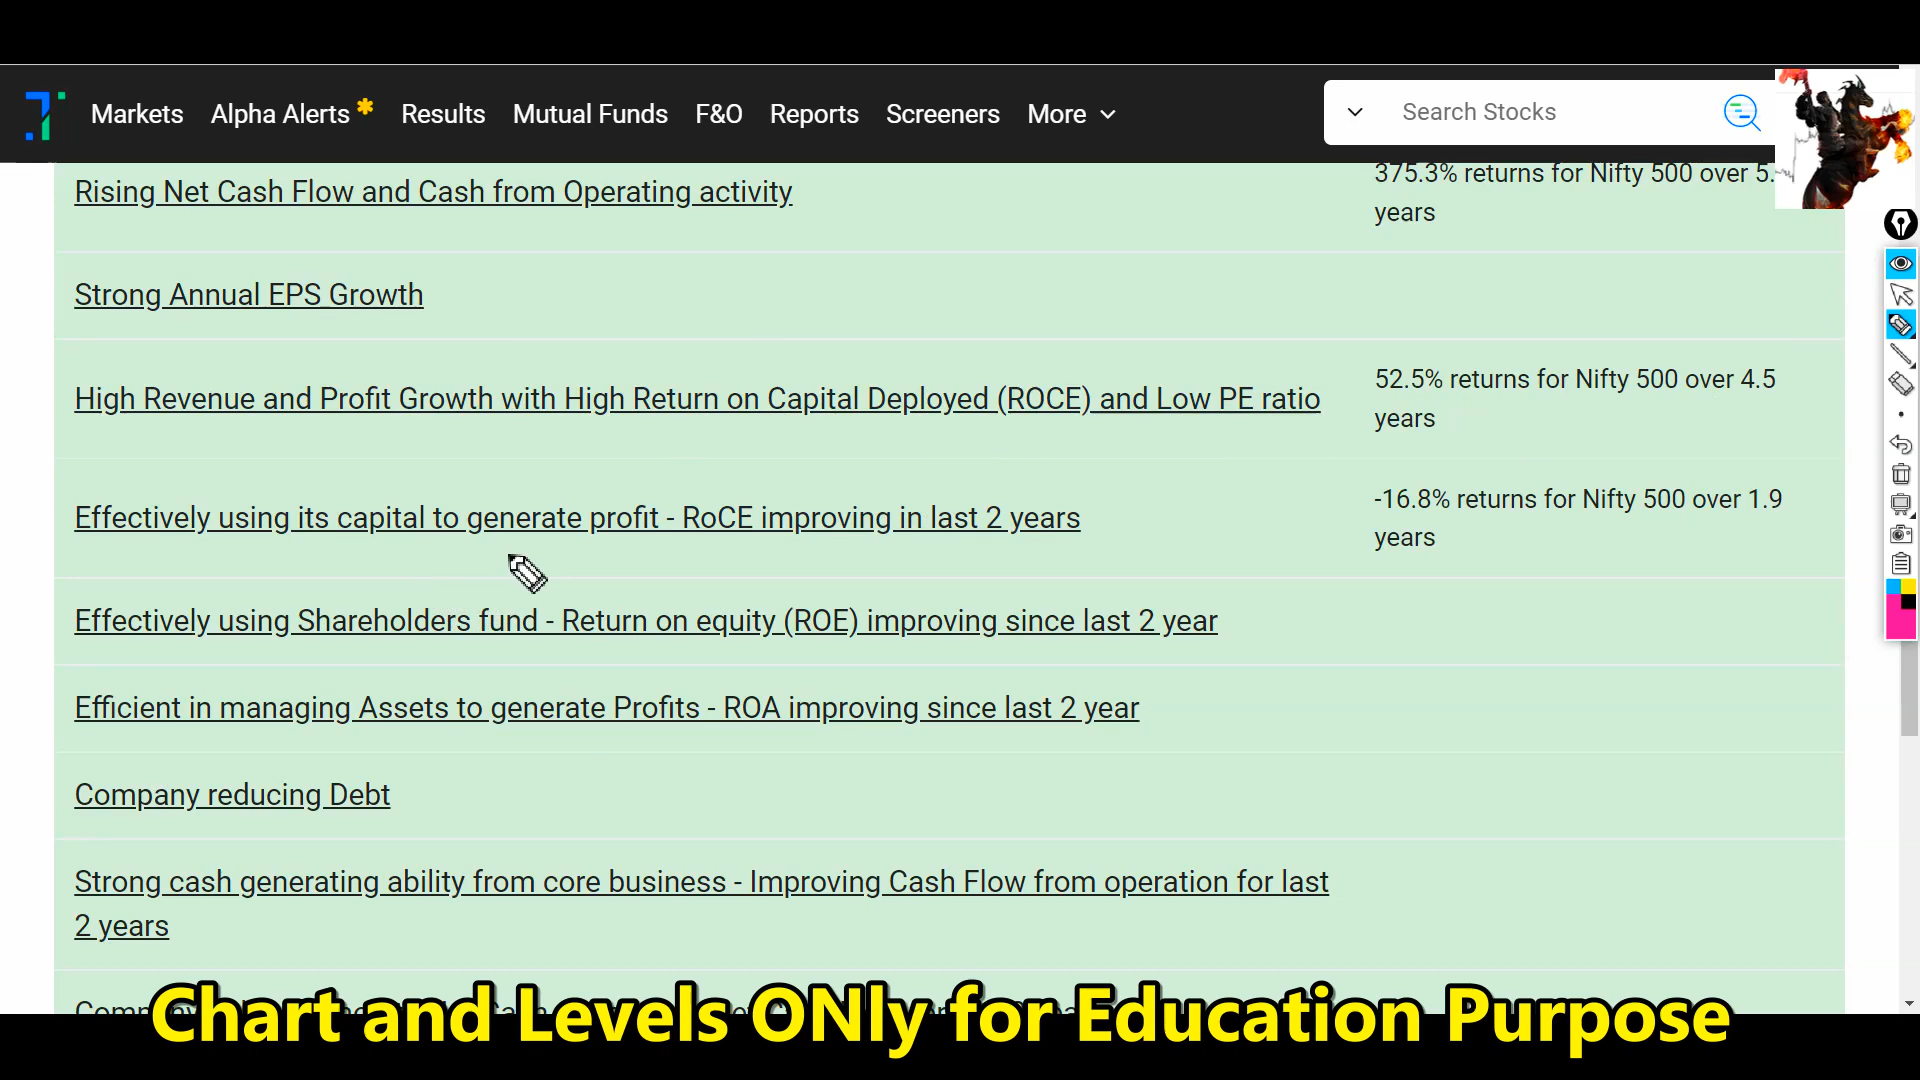 Markets Alpha Alerts Results Mutual Funds F&O Reports Screeners More Search Stocks
Rising Net Cash Flow and Cash from Operating activity
375.3% returns for Nifty 500 over 5.
years
Strong Annual EPS Growth
High Revenue and Profit Growth with High Return on Capital Deployed (ROCE) and Low PE ratio
52.5% returns for Nifty 500 over 4.5
years
Effectively using its capital to generate profit - RoCE improving in last 2 years
-16.8% returns for Nifty 500 over 1.9
years
Effectively using Shareholders fund - Return on equity (ROE) improving since last 2 year
Efficient in managing Assets to generate Profits - ROA improving since last 2 year
Company reducing Debt
Strong cash generating ability from core business - Improving Cash Flow from operation for last
2 years
Chart and Levels ONly for Education Purpose